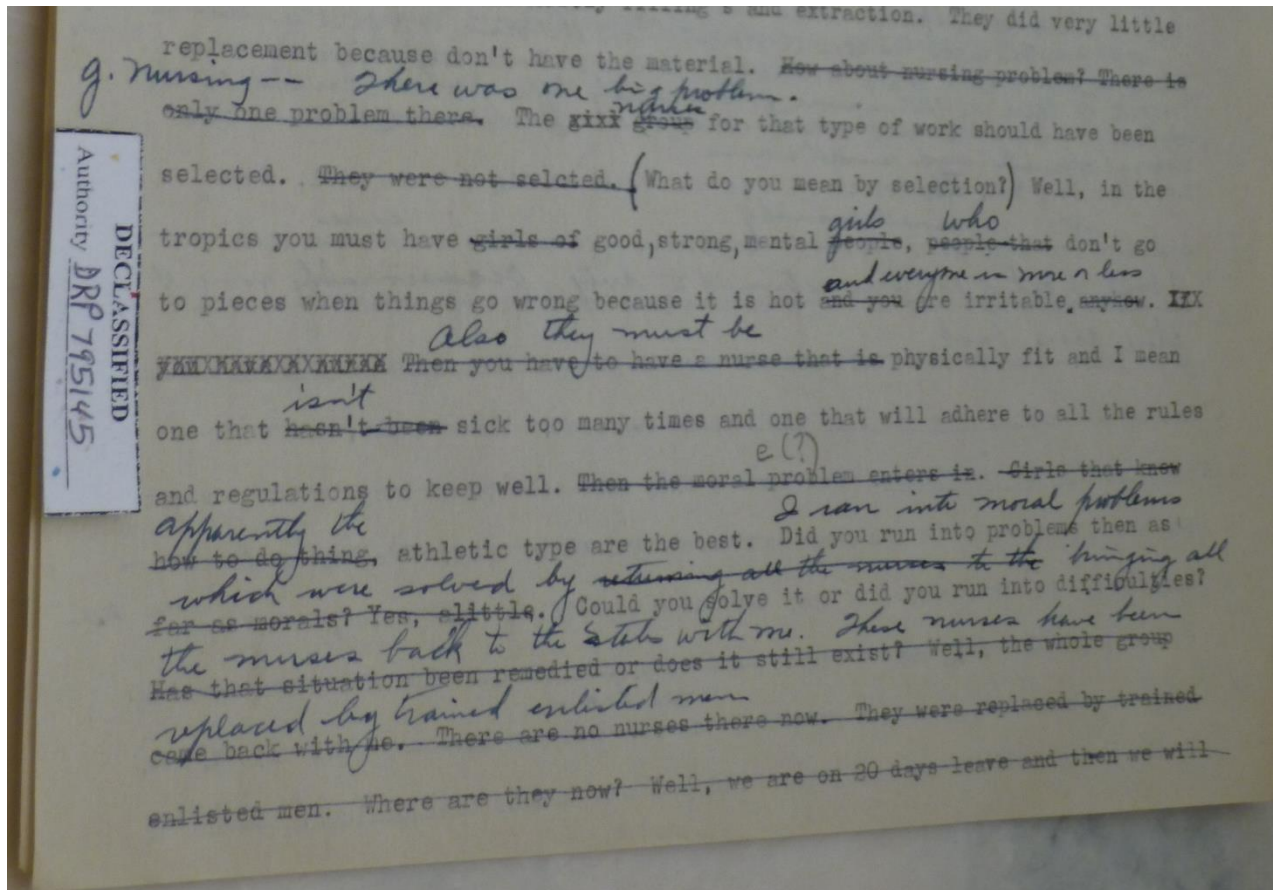 filling's and extraction. They did very little
replacement because don't have the material. How about nursing problem? There is
g. Nursing -- There was one big problem.
nurses
only one problem there. The gixx group for that type of work should have been
selected. They were not selcted. (What do you mean by selection?) Well, in the
girls who
tropics you must have girls of good, strong, mental people, people that don't go
and everyone is more or less
to pieces when things go wrong because it is hot and you are irritable. anyhow.
Also they must be
Then you have to have a nurse that is physically fit and I mean
isn't
one that hasn't been sick too many times and one that will adhere to all the rules
e (?)
and regulations to keep well. Then the moral problem enters in. Girls that know
apparently the I ran into moral problems
how to do thing, athletic type are the best. Did you run into problems then as
which were solved by returning all the nurses to the bringing all
far as morals? Yes, alittle. Could you solve it or did you run into difficulties?
the nurses back to the States with me. These nurses have been
Has that situation been remedied or does it still exist? Well, the whole group
replaced by trained enlisted men
came back with me. There are no nurses there now. They were replaced by trained
enlisted men. Where are they now? Well, we are on 20 days leave and then we will
DECLASSIFIED
Authority DRP 795145